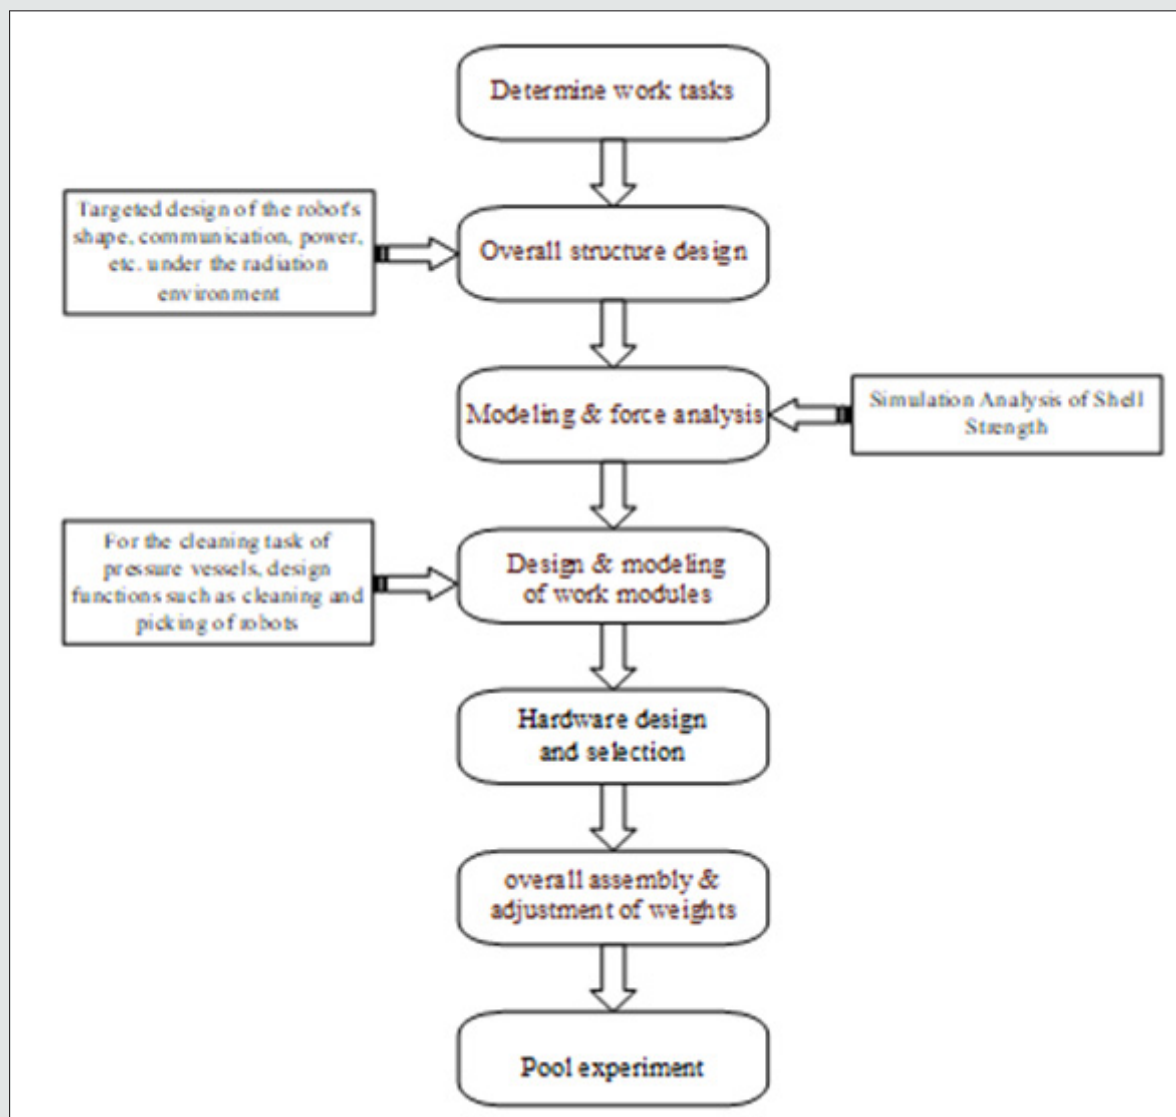 Determine work tasks
Targeted design of the robot's
shape, communication, power,
etc. under the radiation
environment
Overall structure design
Modeling & force analysis
Simulation Analysis of Shell
Strength
For the cleaning task of
pressure vessels, design
functions such as cleaning and
picking of robots
Design & modeling
of work modules
Hardware design
and selection
overall assembly &
adjustment of weights
Pool experiment